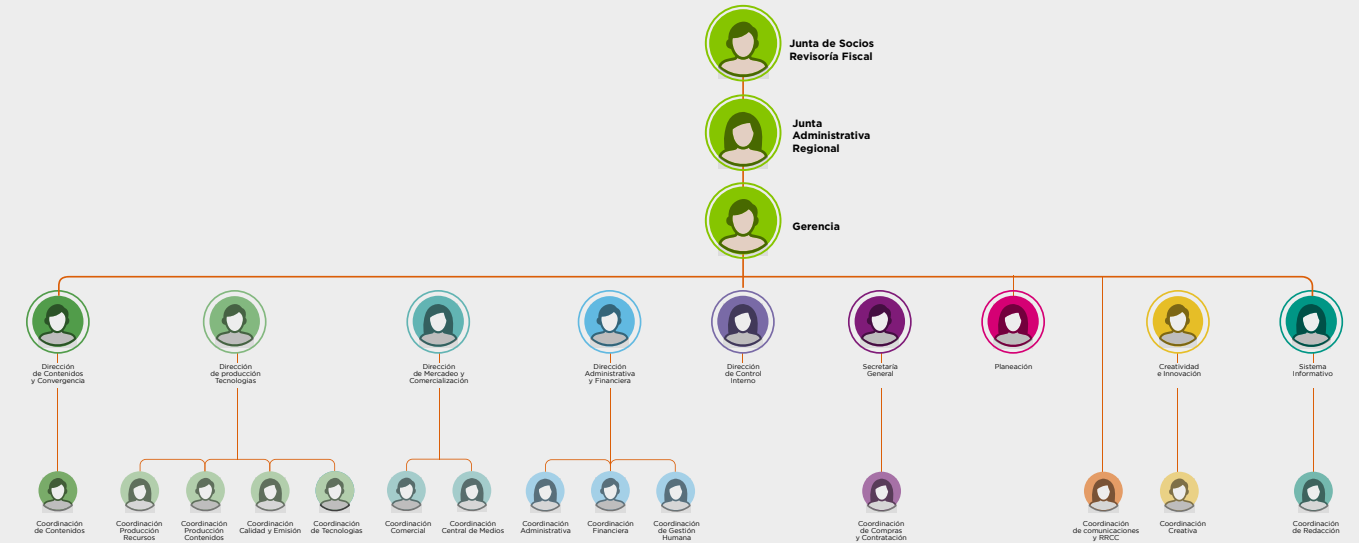 Junta de Socios
Revisoría Fiscal
Junta
Administrativa
Regional
Gerencia
Dirección
de Contenidos
y Convergencia
Dirección
de producción
Tecnologías
Dirección
de Mercadeo y
Comercialización
Dirección
Administrativa
y Financiera
Dirección
de Control
Interno
Secretaría
General
Planeación
Creatividad
e Innovación
Sistema
Informativo
Coordinación
de Contenidos
Coordinación
Producción
Recursos
Coordinación
Producción
Contenidos
Coordinación
Calidad y Emisión
Coordinación
de Tecnologías
Coordinación
Comercial
Coordinación
Central de Medios
Coordinación
Administrativa
Coordinación
Financiera
Coordinación
de Gestión
Humana
Coordinación
de Compras
y Contratación
Coordinación
de comunicaciones
y RRCC
Coordinación
Creativa
Coordinación
de Redacción